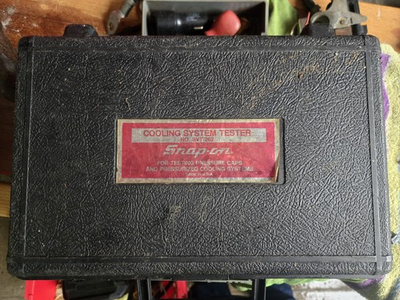 COOLING SYSTEM TESTER
Snap-on
FOR TESTING PRESSURE CAPS
AND PRESSURIZED COOLING SYSTEMS